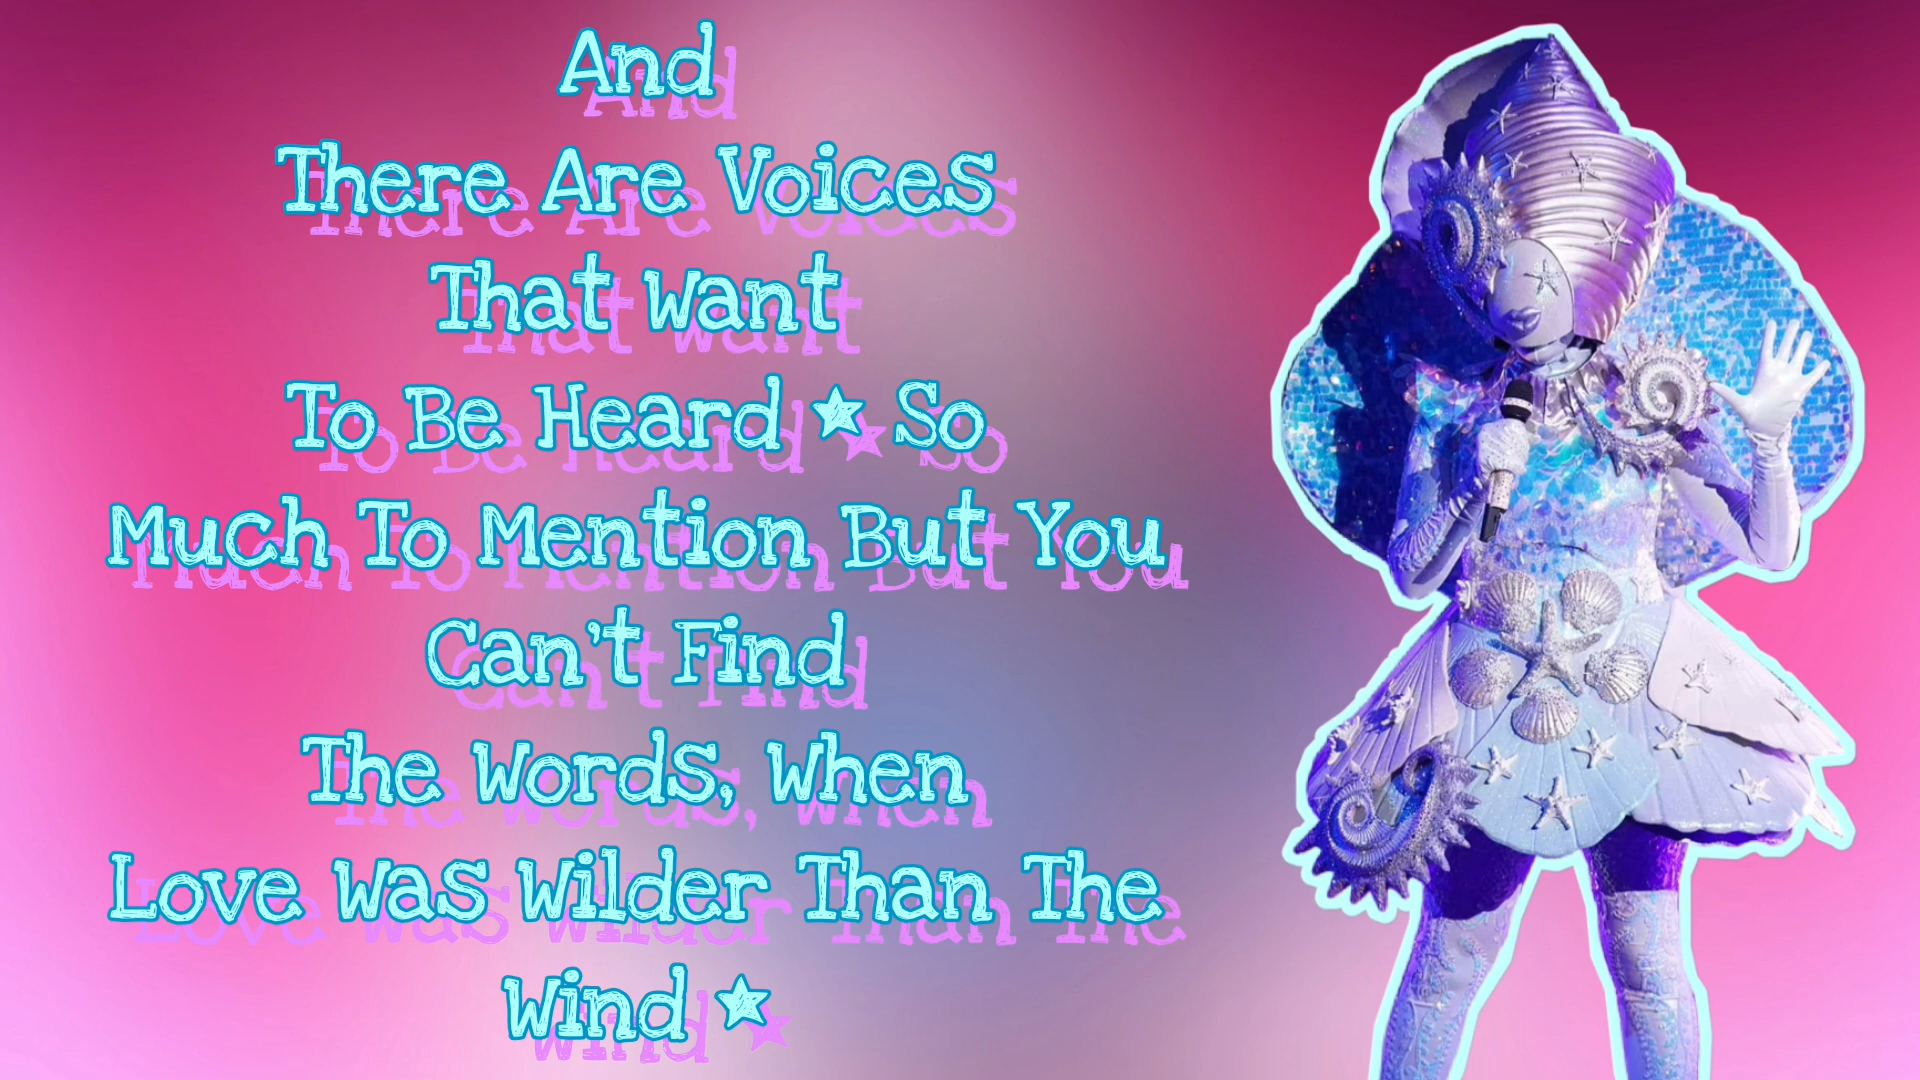 And
There Are Voices
That Want
To Be Heard ★ So
Much To Mention But You
Can't Find
The Words, When
Love Was Wilder Than The
Wind ★